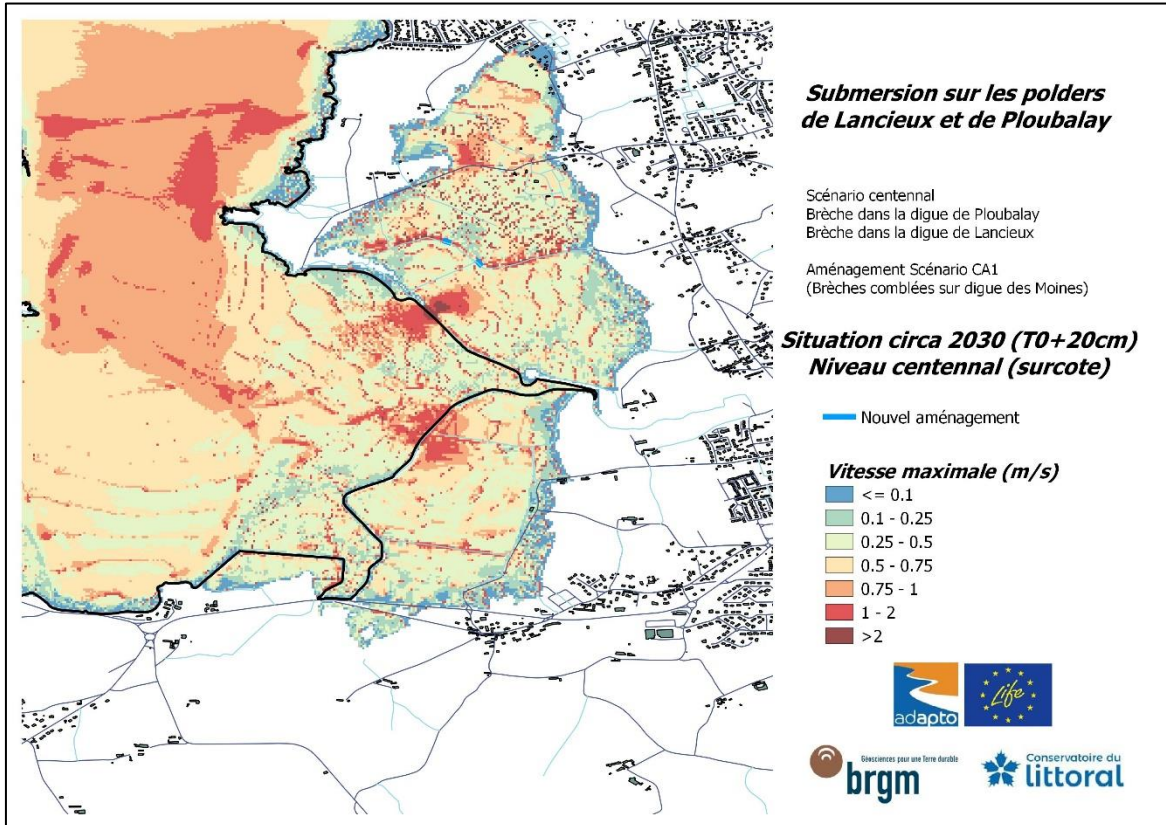 Submersion sur les polders
de Lancieux et de Ploubalay
Scénario centennal
Brèche dans la digue de Ploubalay
Brèche dans la digue de Lancieux
Aménagement Scénario CA1
(Brèches comblées sur digue des Moines)
Situation circa 2030 (T0+20cm)
Niveau centennal (surcote)
Nouvel aménagement
Vitesse maximale (m/s)
<= 0.1
0.1 - 0.25
0.25 - 0.5
0.5 - 0.75
0.75 - 1
1 - 2
>2
adapto
Life
Géosciences pour une Terre durable
brgm
Conservatoire du
littoral